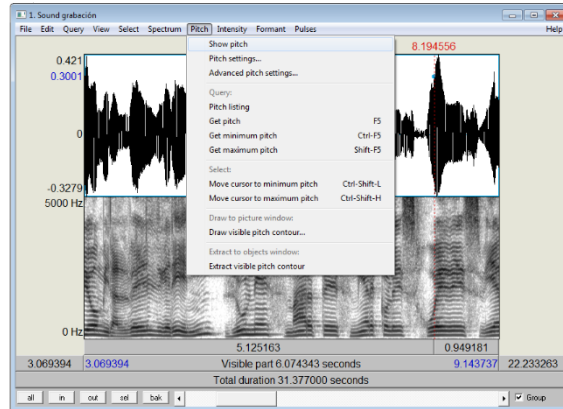 1. Sound grabación
File Edit Query View Select Spectrum Pitch Intensity Formant Pulses Help
Show pitch
Pitch settings...
Advanced pitch settings...
Query:
Pitch listing
Get pitch F5
Get minimum pitch Ctrl-F5
Get maximum pitch Shift-F5
Select:
Move cursor to minimum pitch Ctrl-Shift-L
Move cursor to maximum pitch Ctrl-Shift-H
Draw to picture window:
Draw visible pitch contour...
Extract to objects window:
Extract visible pitch contour
8.194556
0.421
0.3001
0
-0.3279
5000 Hz
0 Hz
5.125163 0.949181
3.069394 3.069394 Visible part 6.074343 seconds 9.143737 22.233263
Total duration 31.377000 seconds
all in out sel bak Group